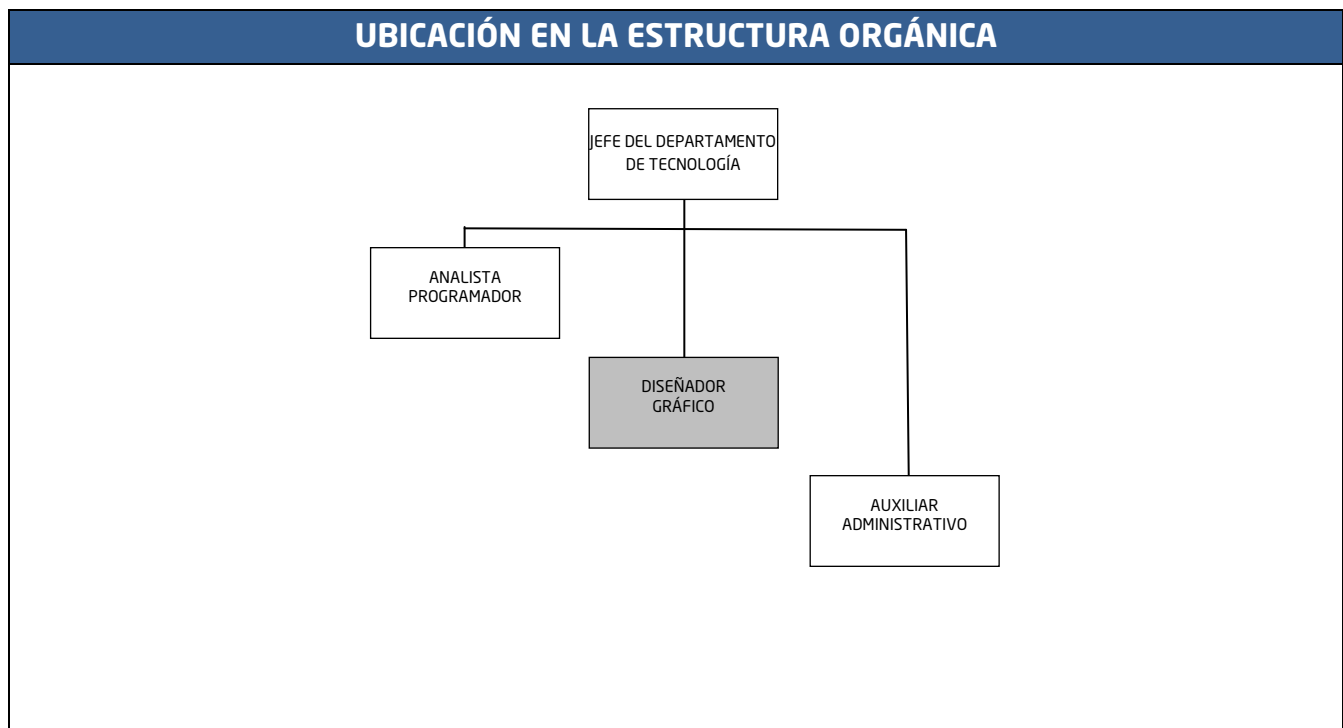 UBICACIÓN EN LA ESTRUCTURA ORGÁNICA
JEFE DEL DEPARTAMENTO
DE TECNOLOGÍA
ANALISTA
PROGRAMADOR
DISEÑADOR
GRÁFICO
AUXILIAR
ADMINISTRATIVO